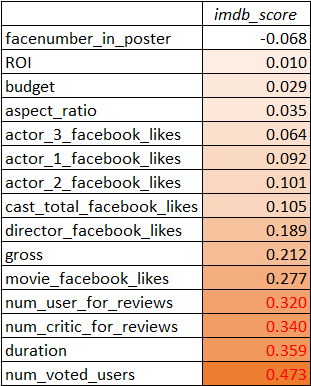 imdb_score
facenumber_in_poster -0.068
ROI 0.010
budget 0.029
aspect_ratio 0.035
actor_3_facebook_likes 0.064
actor_1_facebook_likes 0.092
actor_2_facebook_likes 0.101
cast_total_facebook_likes 0.105
director_facebook_likes 0.189
gross 0.212
movie_facebook_likes 0.277
num_user_for_reviews 0.320
num_critic_for_reviews 0.340
duration 0.359
num_voted_users 0.473